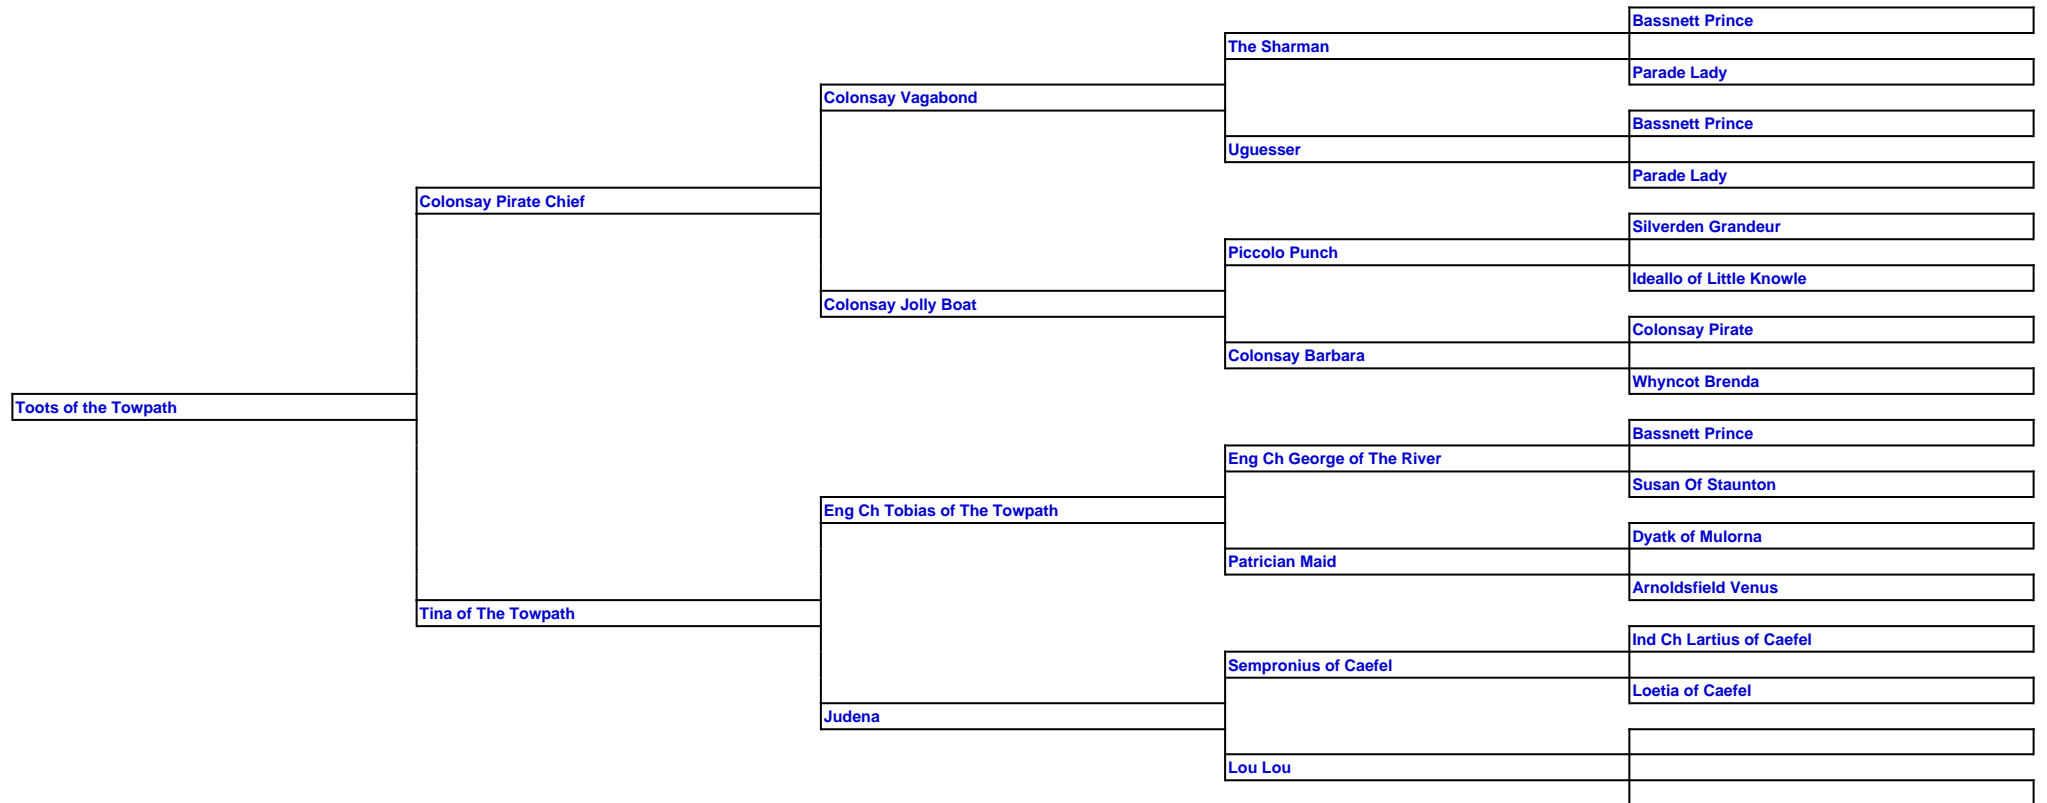 Bassnett Prince
The Sharman
Parade Lady
Colonsay Vagabond
Bassnett Prince
Uguesser
Parade Lady
Colonsay Pirate Chief
Silverden Grandeur
Piccolo Punch
Ideallo of Little Knowle
Colonsay Jolly Boat
Colonsay Pirate
Colonsay Barbara
Whyncot Brenda
Toots of the Towpath
Bassnett Prince
Eng Ch George of The River
Susan Of Staunton
Eng Ch Tobias of The Towpath
Dyatk of Mulorna
Patrician Maid
Arnoldsfield Venus
Tina of The Towpath
Ind Ch Lartius of Caefel
Sempronius of Caefel
Loetia of Caefel
Judena
Lou Lou